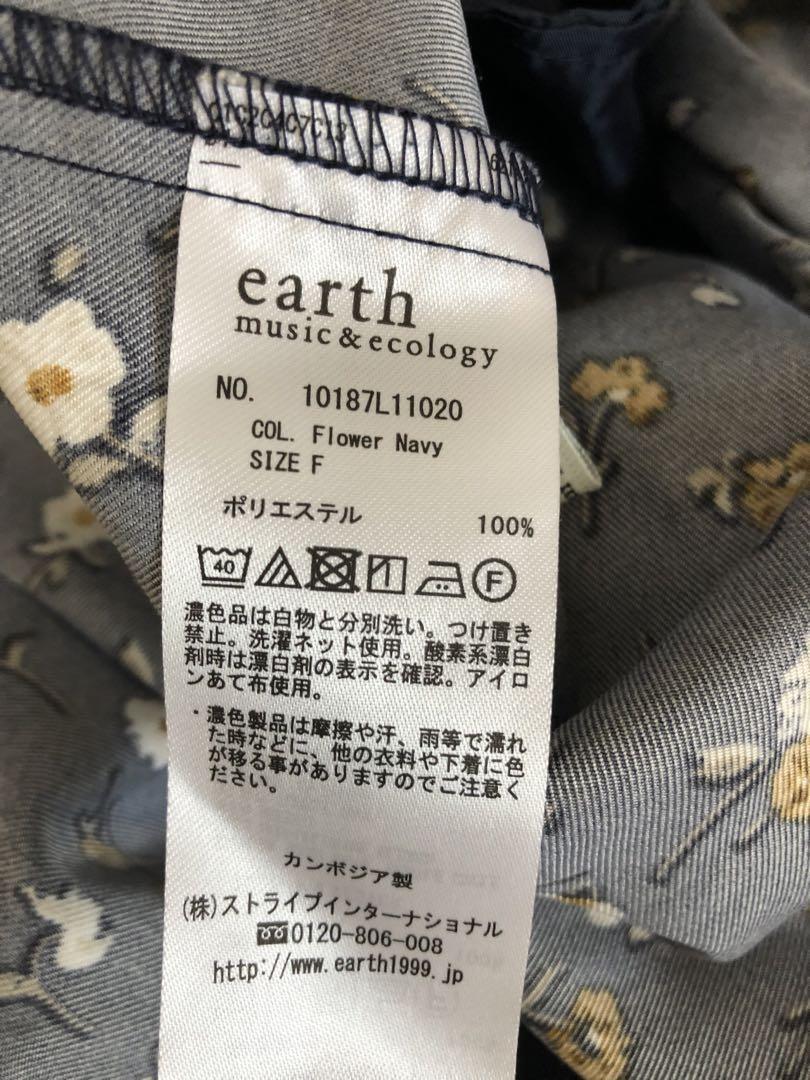 earth
music&ecology
NO. 10187L11020
COL. Flower Navy
SIZE F
ポリエステル 100%
40
F
濃色品は白物と分別洗い。つけ置き
禁止。洗濯ネット使用。酸素系漂白
剤時は漂白剤の表示を確認。アイロ
ンあて布使用。
・濃色製品は摩擦や汗、雨等で濡れ
た時などに、他の衣料や下着に色
が移る事がありますのでご注意く
ださい。
カンボジア製
(株)ストライプインターナショナル
0120-806-008
http://www.earth1999.jp